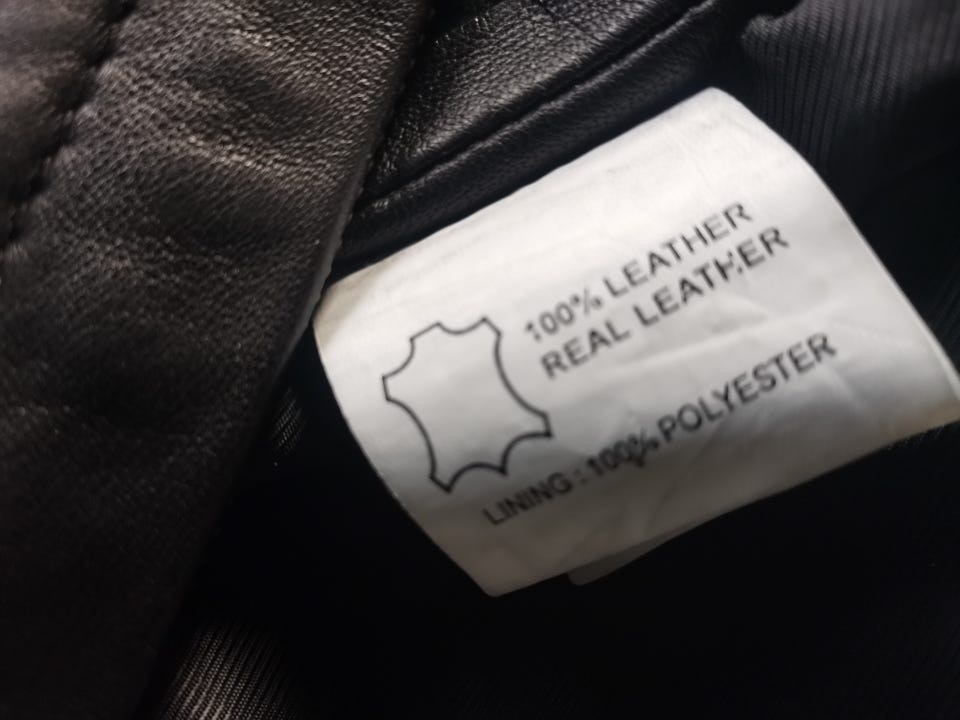 100% LEATHER
REAL LEATHER
LINING : 100% POLYESTER